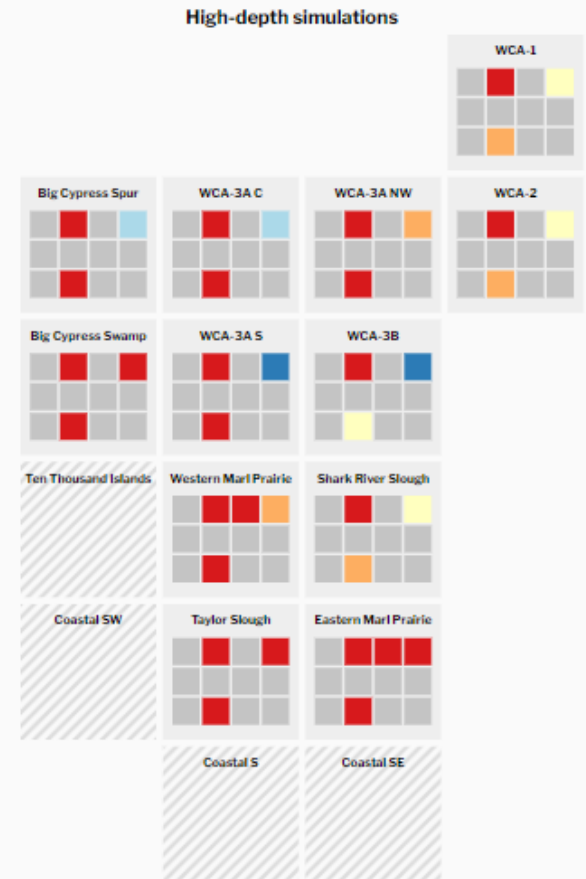 High-depth simulations
WCA-1
Big Cypress Spur
WCA-3A C
WCA-3A NW
WCA-2
Big Cypress Swamp
WCA-3A S
WCA-3B
Ten Thousand Islands
Western Marl Prairie
Shark River Slough
Coastal SW
Taylor Slough
Eastern Marl Prairie
Coastal S
Coastal SE